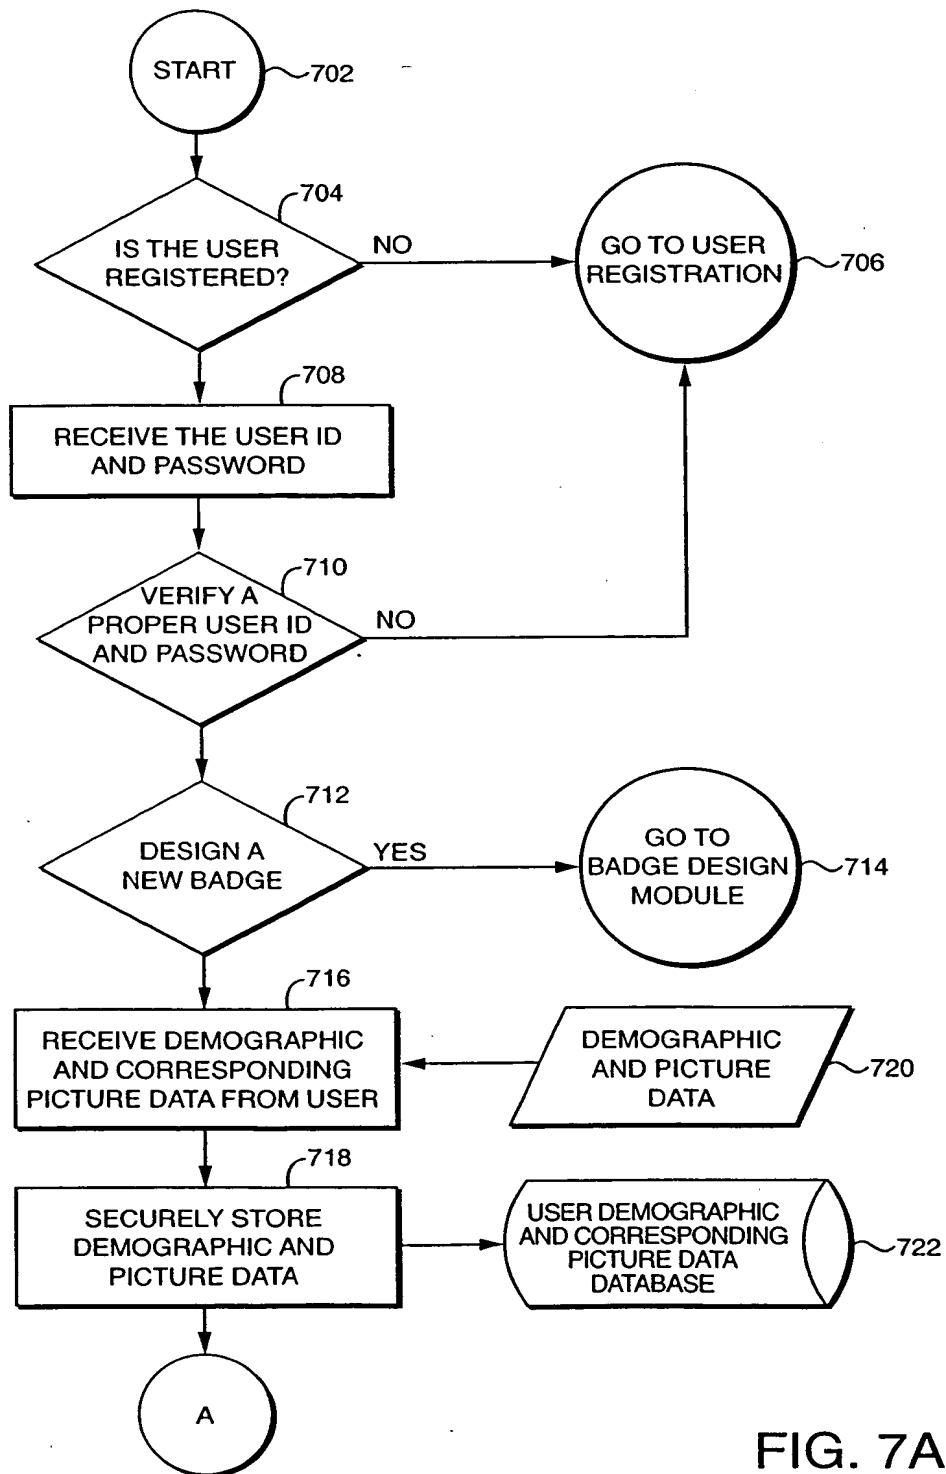 START
702
704
IS THE USER
REGISTERED?
NO
GO TO USER
REGISTRATION
706
708
RECEIVE THE USER ID
AND PASSWORD
710
VERIFY A
PROPER USER ID
AND PASSWORD
NO
712
DESIGN A
NEW BADGE
YES
GO TO
BADGE DESIGN
MODULE
714
716
RECEIVE DEMOGRAPHIC
AND CORRESPONDING
PICTURE DATA FROM USER
DEMOGRAPHIC
AND PICTURE
DATA
720
718
SECURELY STORE
DEMOGRAPHIC AND
PICTURE DATA
USER DEMOGRAPHIC
AND CORRESPONDING
PICTURE DATA
DATABASE
722
A
FIG. 7A